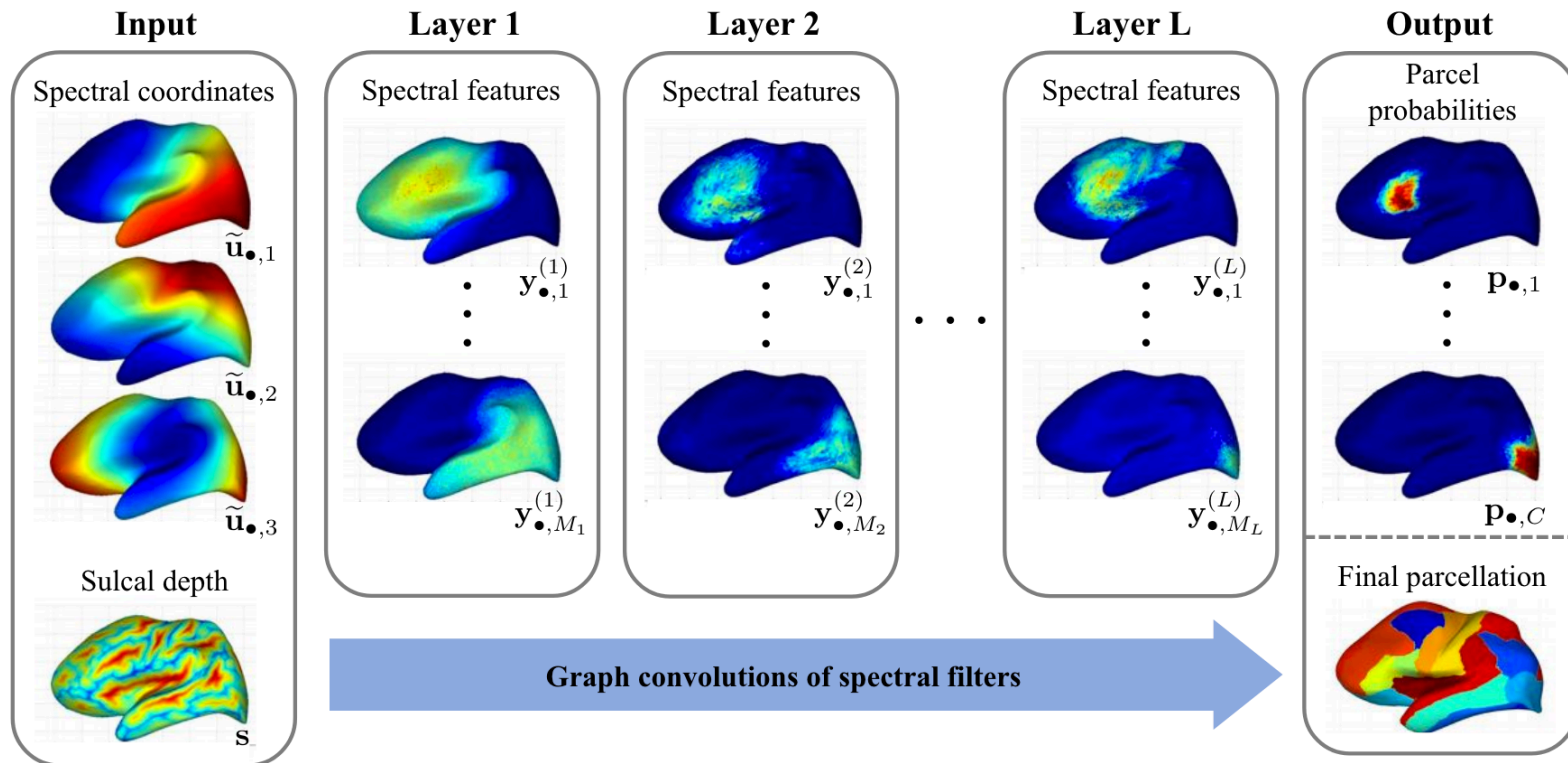 Input
Spectral coordinates
ũ•,1
ũ•,2
ũ•,3
Sulcal depth
s
Layer 1
Spectral features
y•,1^(1)
y•,M₁^(1)
Layer 2
Spectral features
y•,1^(2)
y•,M₂^(2)
. . .
Layer L
Spectral features
y•,1^(L)
y•,M_L^(L)
Graph convolutions of spectral filters
Output
Parcel
probabilities
p•,1
p•,C
Final parcellation